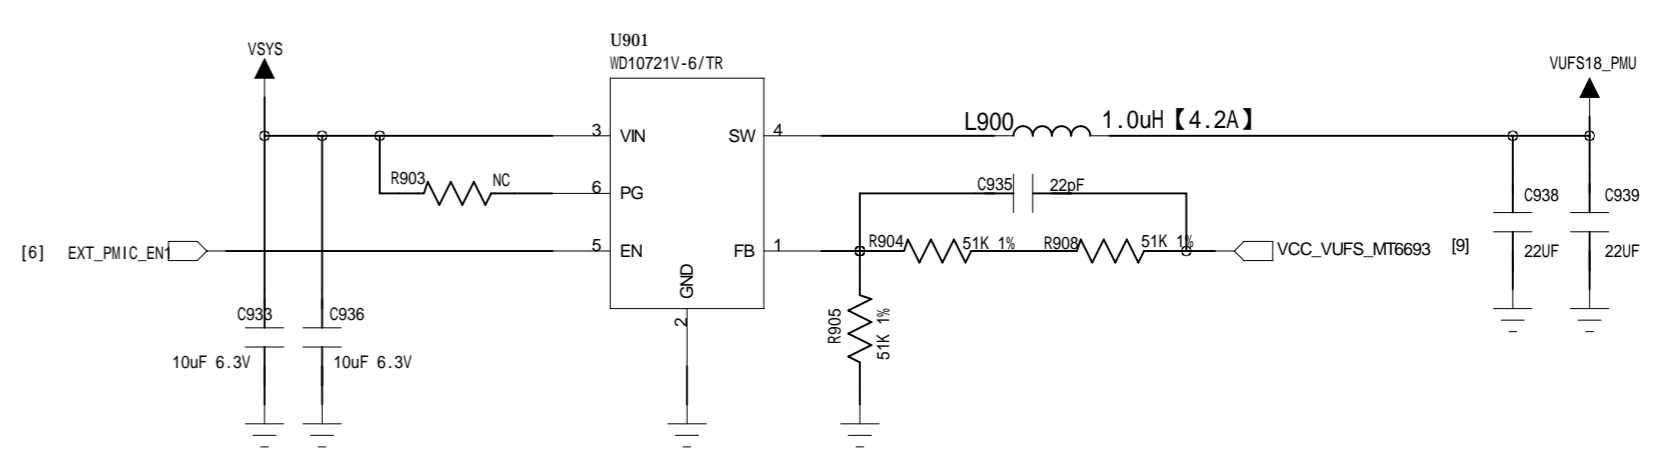 U901
WD10721V-6/TR
VSYS
VUFS18_PMU
3
VIN
SW
4
L900
1.0uH【4.2A】
R903
NC
6
PG
C935
22pF
C938
C939
[6]
EXT_PMIC_EN1
5
EN
FB
1
R904
51K 1%
R908
51K 1%
VCC_VUFS_MT6693
[9]
22UF
22UF
GND
2
C933
C936
10uF 6.3V
10uF 6.3V
R905
51K 1%